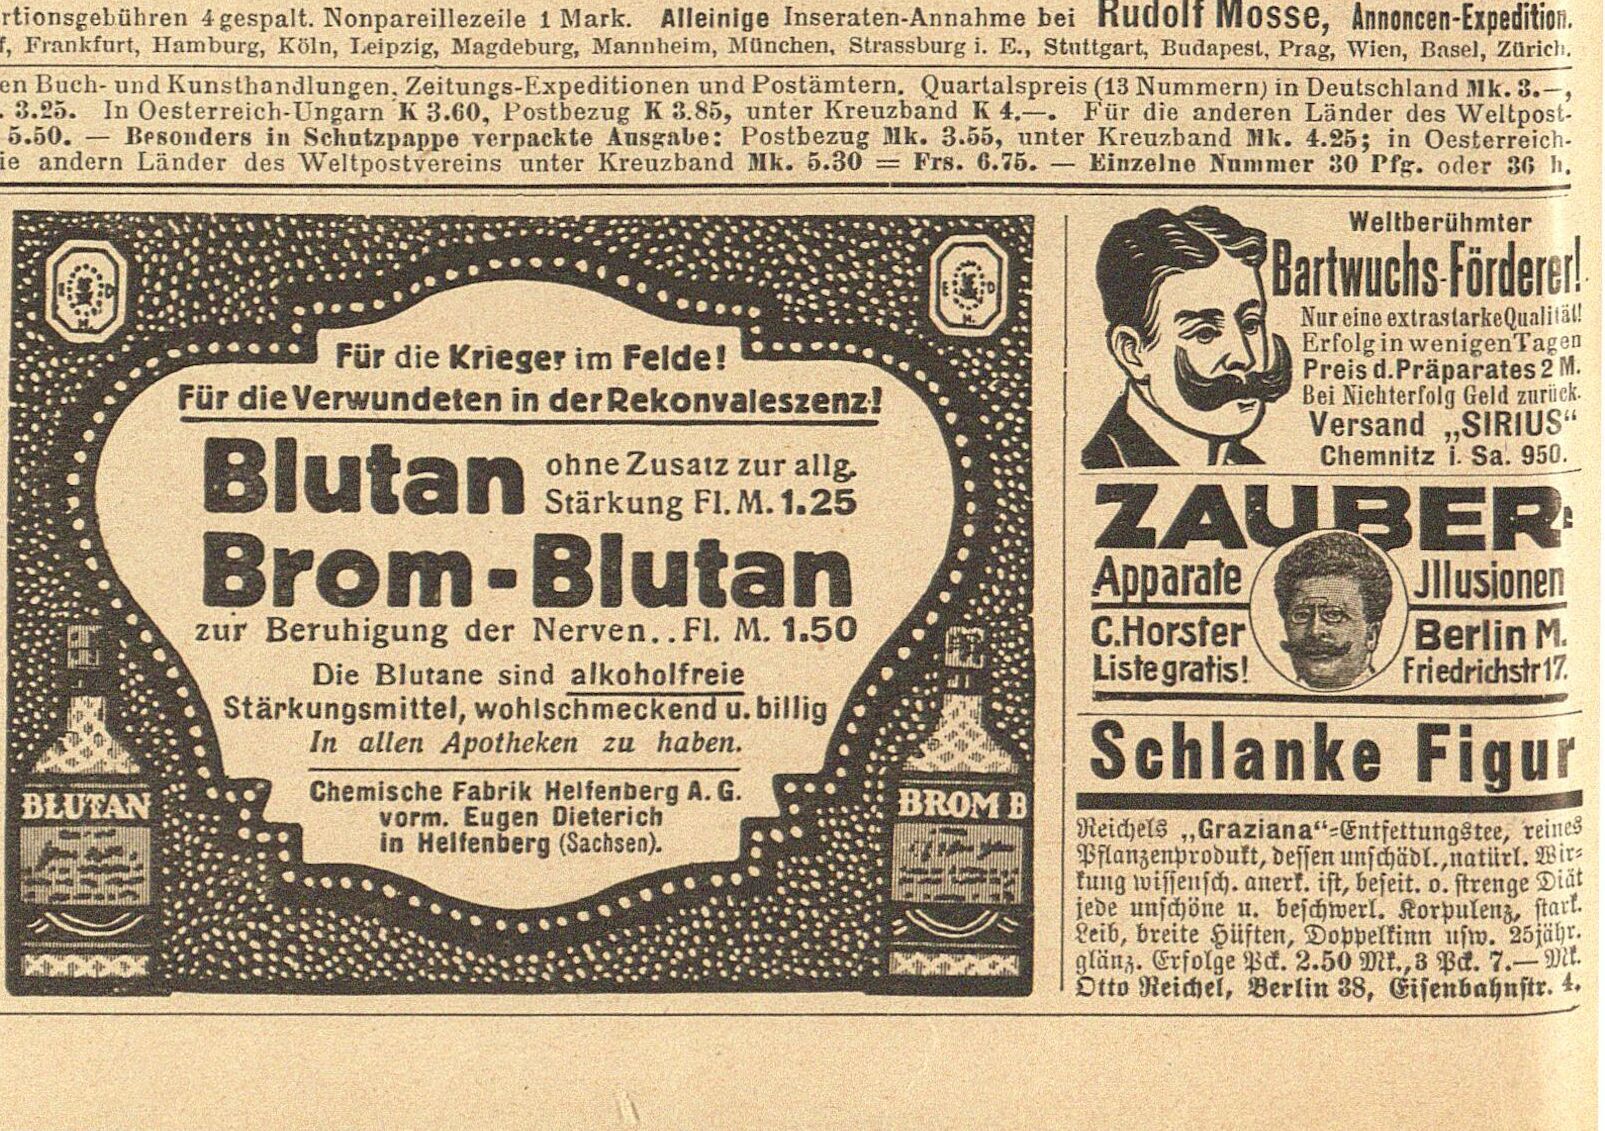 rtionsgebühren 4gespalt. Nonpareillezeile 1 Mark. Alleinige Inseraten-Annahme bei Rudolf Mosse, Annoncen-Expedition.
f, Frankfurt, Hamburg, Köln, Leipzig, Magdeburg, Mannheim, München, Strassburg i. E., Stuttgart, Budapest, Prag, Wien, Basel, Zürich.
en Buch- und Kunsthandlungen, Zeitungs-Expeditionen und Postämtern. Quartalspreis (13 Nummern) in Deutschland Mk. 3.—,
. 3.25. In Oesterreich-Ungarn K 3.60, Postbezug K 3.85, unter Kreuzband K 4.—. Für die anderen Länder des Weltpost-
5.50. — Besonders in Schutzpappe verpackte Ausgabe: Postbezug Mk. 3.55, unter Kreuzband Mk. 4.25; in Oesterreich-
ie andern Länder des Weltpostvereins unter Kreuzband Mk. 5.30 = Frs. 6.75. — Einzelne Nummer 30 Pfg. oder 36 h.
Für die Krieger im Felde!
Für die Verwundeten in der Rekonvaleszenz!
Blutan ohne Zusatz zur allg.
Stärkung Fl. M. 1.25
Brom-Blutan
zur Beruhigung der Nerven.. Fl. M. 1.50
Die Blutane sind alkoholfreie
Stärkungsmittel, wohlschmeckend u. billig
In allen Apotheken zu haben.
Chemische Fabrik Helfenberg A. G.
vorm. Eugen Dieterich
in Helfenberg (Sachsen).
E D
M.
E D
M.
BLUTAN
BROM B
Weltberühmter
Bartwuchs-Förderer!
Nur eine extrastarke Qualität!
Erfolg in wenigen Tagen
Preis d. Präparates 2 M.
Bei Nichterfolg Geld zurück.
Versand „SIRIUS“
Chemnitz i. Sa. 950.
ZAUBER-
Apparate Jllusionen
C. Horster Berlin M.
Liste gratis! Friedrichstr 17.
Schlanke Figur
Reichels „Graziana“-Entfettungstee, reines
Pflanzenprodukt, dessen unschädl., natürl. Wir-
kung wissensch. anerk. ist, beseit. o. strenge Diät
jede unschöne u. beschwerl. Korpulenz, stark.
Leib, breite Hüften, Doppelkinn usw. 25jähr.
glänz. Erfolge Pck. 2.50 Mk., 3 Pck. 7.— Mk.
Otto Reichel, Berlin 38, Eisenbahnstr. 4.